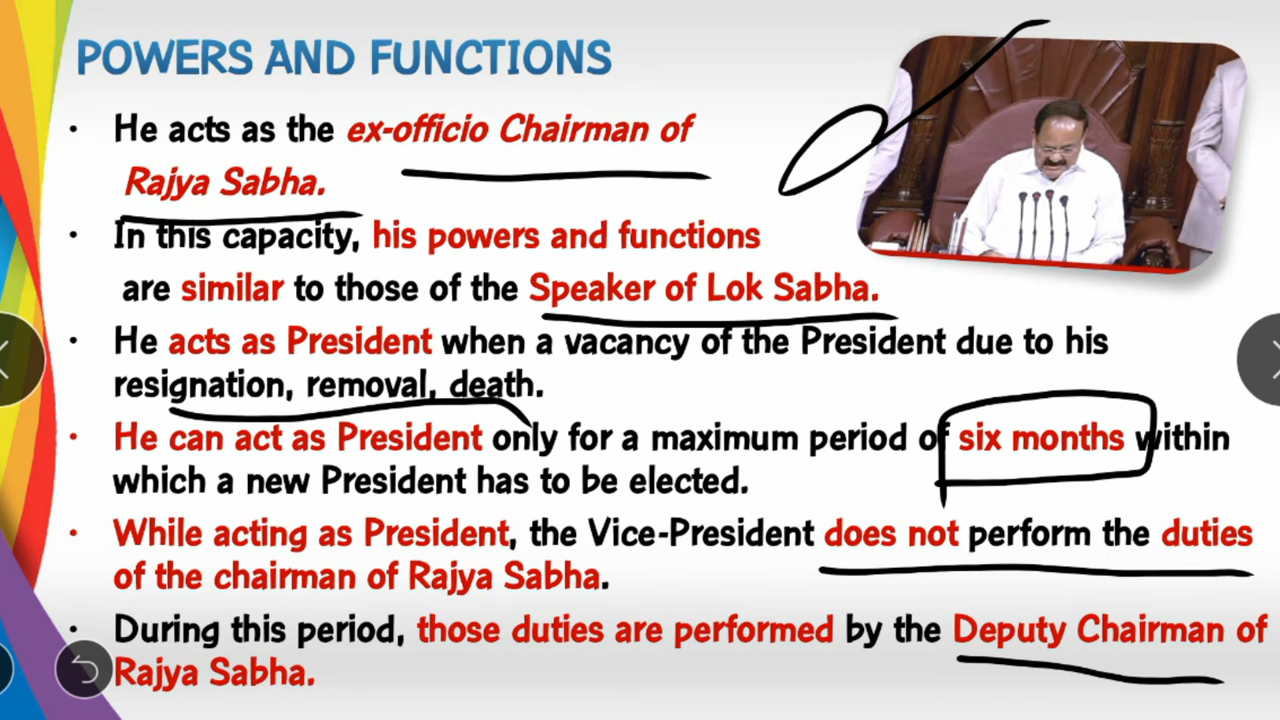 POWERS AND FUNCTIONS
• He acts as the ex-officio Chairman of
Rajya Sabha.
• In this capacity, his powers and functions
are similar to those of the Speaker of Lok Sabha.
• He acts as President when a vacancy of the President due to his
resignation, removal, death.
• He can act as President only for a maximum period of six months within
which a new President has to be elected.
• While acting as President, the Vice-President does not perform the duties
of the chairman of Rajya Sabha.
• During this period, those duties are performed by the Deputy Chairman of
Rajya Sabha.